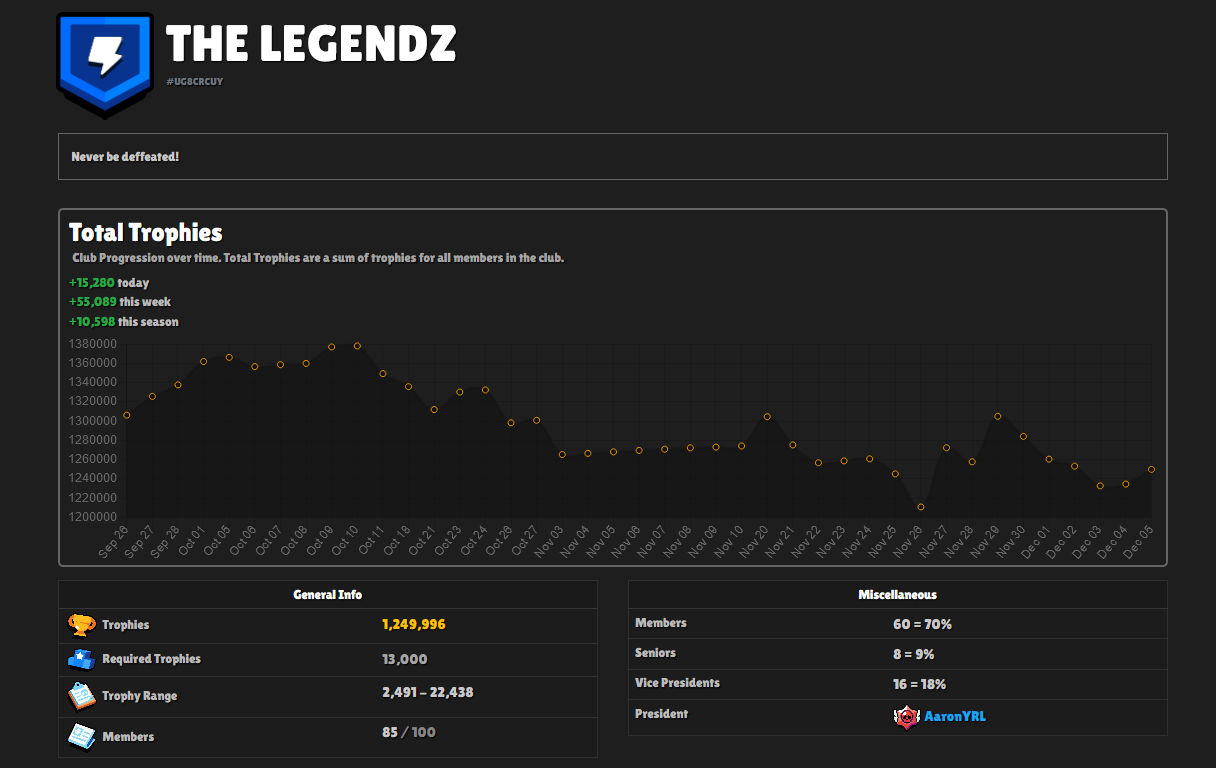 THE LEGENDZ
#UG8CRCUY
Never be deffeated!
Total Trophies
Club Progression over time. Total Trophies are a sum of trophies for all members in the club.
+15,280 today
+55,089 this week
+10,598 this season
1380000
1360000
1340000
1320000
1300000
1280000
1260000
1240000
1220000
1200000
Sep 26
Sep 27
Sep 28
Oct 01
Oct 05
Oct 06
Oct 07
Oct 08
Oct 09
Oct 10
Oct 11
Oct 18
Oct 21
Oct 23
Oct 24
Oct 26
Oct 27
Nov 03
Nov 04
Nov 05
Nov 06
Nov 07
Nov 08
Nov 09
Nov 10
Nov 20
Nov 21
Nov 22
Nov 23
Nov 24
Nov 25
Nov 26
Nov 27
Nov 28
Nov 29
Nov 30
Dec 01
Dec 02
Dec 03
Dec 04
Dec 05
General Info
Trophies 1,249,996
Required Trophies 13,000
Trophy Range 2,491 – 22,438
Members 85 / 100
Miscellaneous
Members 60 = 70%
Seniors 8 = 9%
Vice Presidents 16 = 18%
President AaronYRL